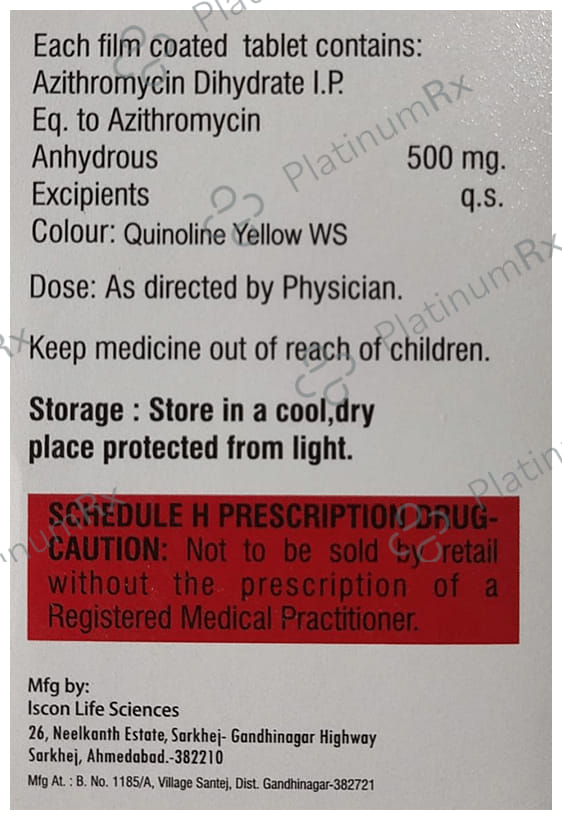 Each film coated tablet contains:
Azithromycin Dihydrate I.P.
Eq. to Azithromycin
Anhydrous 500 mg.
Excipients q.s.
Colour: Quinoline Yellow WS
Dose: As directed by Physician.
Keep medicine out of reach of children.
Storage : Store in a cool,dry
place protected from light.
SCHEDULE H PRESCRIPTION DRUG-
CAUTION: Not to be sold by retail
without the prescription of a
Registered Medical Practitioner.
Mfg by:
Iscon Life Sciences
26, Neelkanth Estate, Sarkhej- Gandhinagar Highway
Sarkhej, Ahmedabad.-382210
Mfg At. : B. No. 1185/A, Village Santej, Dist. Gandhinagar-382721
PlatinumRx
PlatinumRx